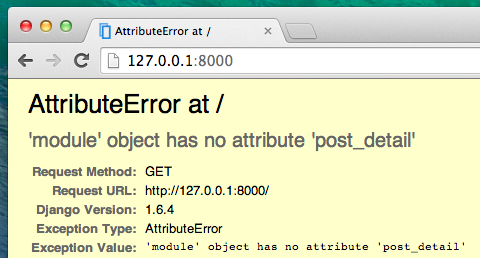 AttributeError at /
127.0.0.1:8000
AttributeError at /
'module' object has no attribute 'post_detail'
Request Method: GET
Request URL: http://127.0.0.1:8000/
Django Version: 1.6.4
Exception Type: AttributeError
Exception Value: 'module' object has no attribute 'post_detail'